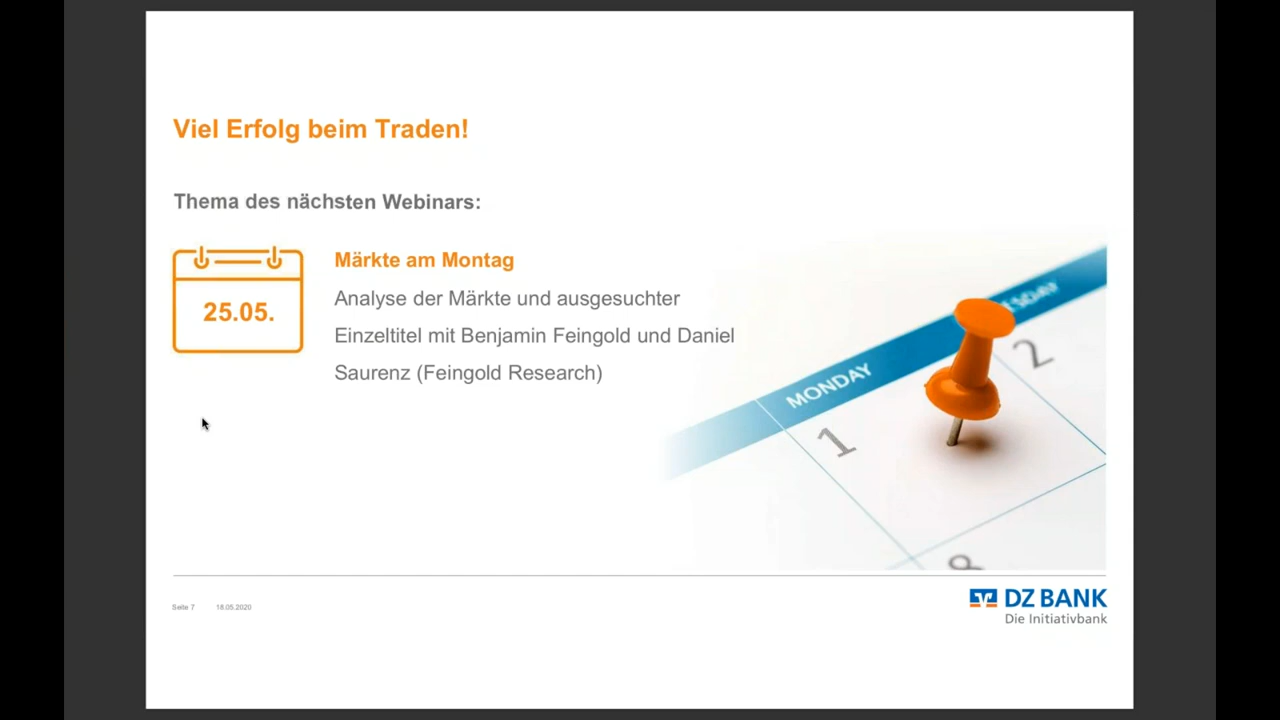 Viel Erfolg beim Traden!
Thema des nächsten Webinars:
25.05.
Märkte am Montag
Analyse der Märkte und ausgesuchter
Einzeltitel mit Benjamin Feingold und Daniel
Saurenz (Feingold Research)
ESDAY
MONDAY
2
1
8
Seite 7 18.05.2020
DZ BANK
Die Initiativbank